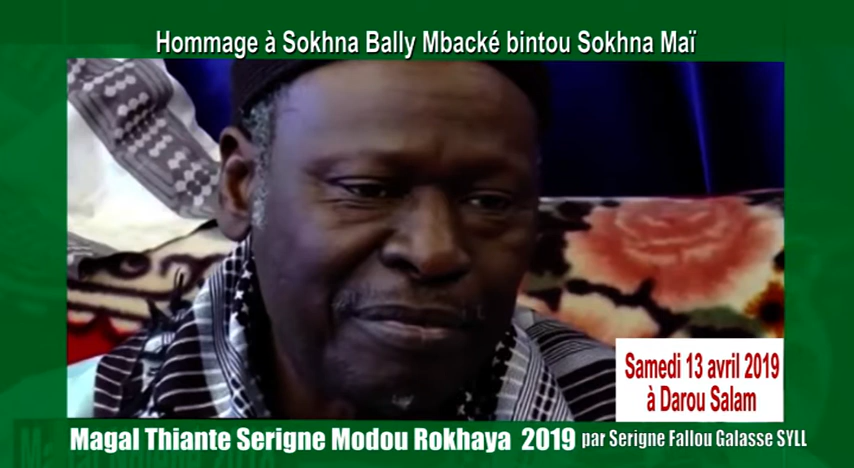 Hommage à Sokhna Bally Mbacké bintou Sokhna Maï
Samedi 13 avril 2019
à Darou Salam
Magal Thiante Serigne Modou Rokhaya 2019 par Serigne Fallou Galasse SYLL